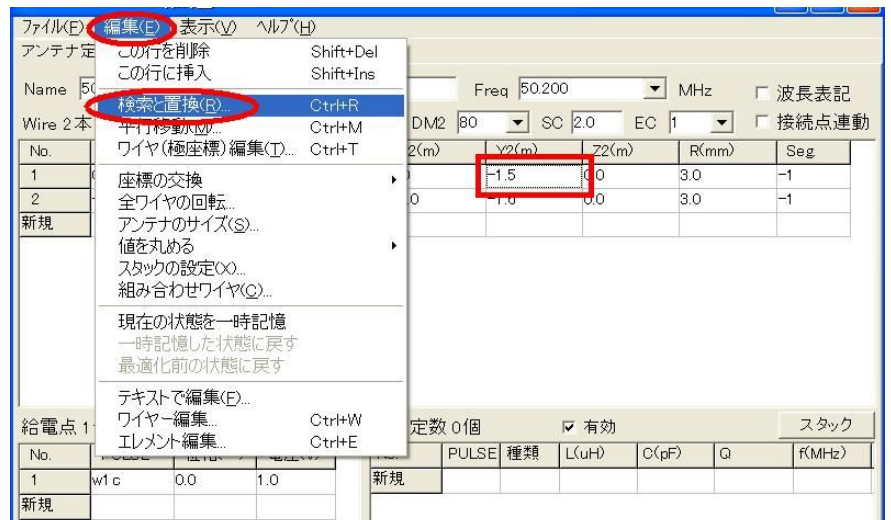 ファイル(F) 編集(E) 表示(V) ヘルプ(H)
アンテナ定
この行を削除 Shift+Del
この行に挿入 Shift+Ins
Name 50 Freq 50.200 MHz 波長表記
検索と置換(R)... Ctrl+R
Wire 2本 DM2 80 SC 2.0 EC 1 接続点連動
平行移動(M)... Ctrl+M
ワイヤ(極座標)編集(T)... Ctrl+T
No. 2(m) Y2(m) Z2(m) R(mm) Seg.
1 -1.5 0.0 3.0 -1
2 .0 0.0 3.0 -1
新規
座標の交換
全ワイヤの回転...
アンテナのサイズ(S)...
値を丸める
スタックの設定(X)...
組み合わせワイヤ(C)...
現在の状態を一時記憶
一時記憶した状態に戻す
最適化前の状態に戻す
テキストで編集(F)...
ワイヤー編集... Ctrl+W
エレメント編集... Ctrl+E
給電点 1 定数 0個 有効 スタック
No. PULSE 種類 L(uH) C(pF) Q f(MHz)
1 w1c 0.0 1.0 新規
新規